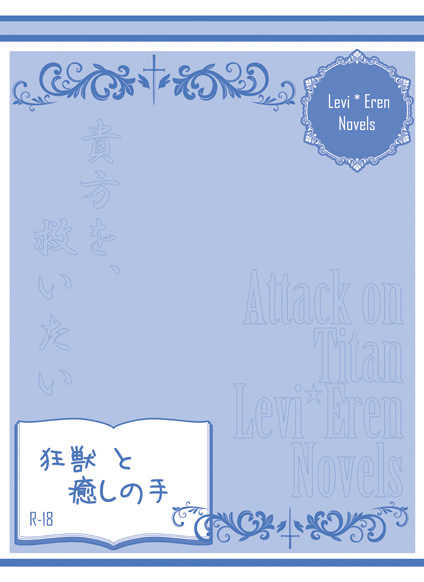 Levi * Eren
Novels
貴方を、
救いたい
Attack on
Titan
Levi*Eren
Novels
狂獣 と
癒しの手
R-18